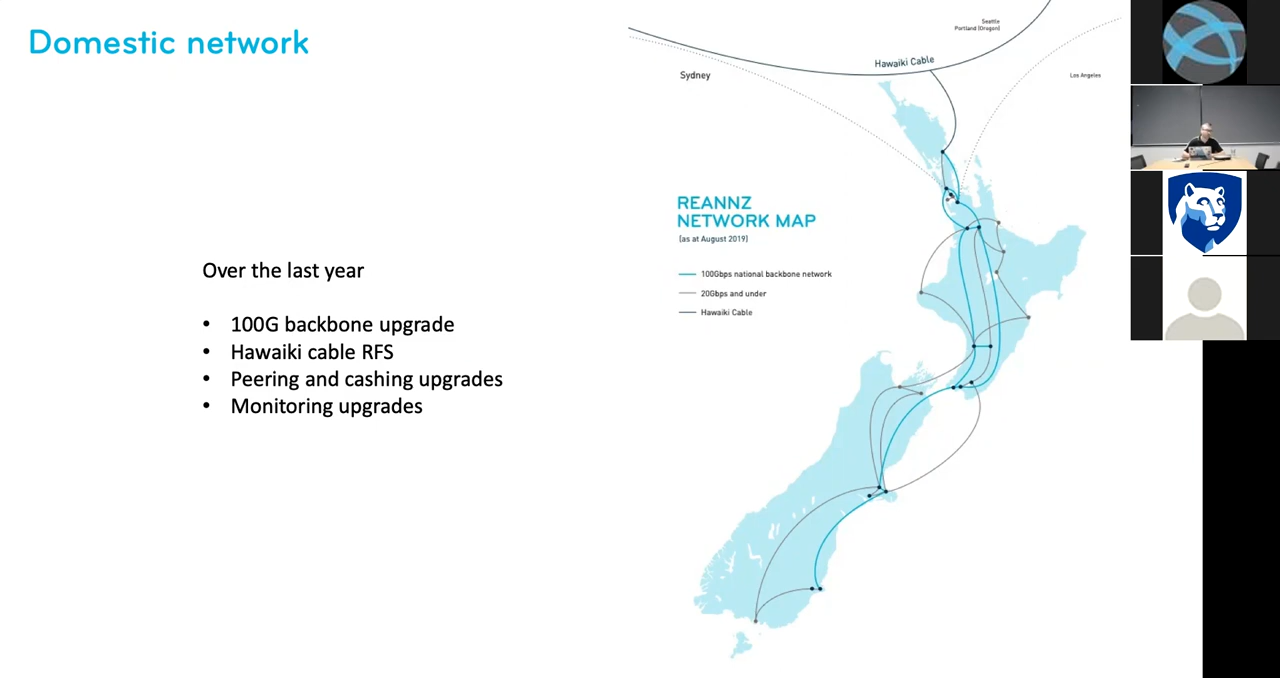 Domestic network
Over the last year
• 100G backbone upgrade
• Hawaiki cable RFS
• Peering and cashing upgrades
• Monitoring upgrades
Seattle
Portland (Oregon)
Hawaiki Cable
Sydney
Los Angeles
REANNZ
NETWORK MAP
(as at August 2019)
100Gbps national backbone network
20Gbps and under
Hawaiki Cable